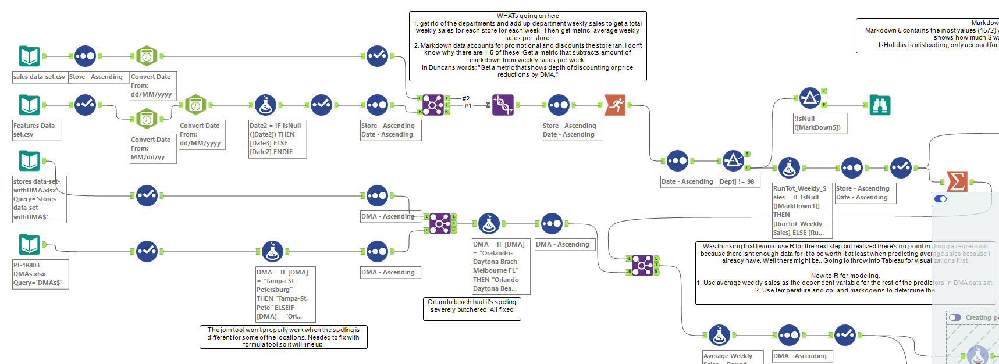 WHATs going on here
1. get rid of the departments and add up department weekly sales to get a total
weekly sales for each store for each week. Then get metric, average weekly
sales per store.
2. Markdown data accounts for promotional and discounts the store ran. I don't
know why there are 1-5 of these. Get a metric that subtracts amount of
markdown from weekly sales per week.
In Duncans words: "Get a metric that shows depth of discounting or price
reductions by DMA."
Markdow
Markdown 5 contains the most values (1572)
shows how much $ wa
IsHoliday is misleading, only account for
sales data-set.csv
Store - Ascending
Convert Date
From:
dd/MM/yyyy
Features Data
set.csv
Convert Date
From:
MM/dd/yy
Convert Date
From:
dd/MM/yyyy
Date2 = IF IsNull
([Date2]) THEN
[Date3] ELSE
[Date2] ENDIF
Store - Ascending
Date - Ascending
L
J
R
L
R
#2
#1
Store - Ascending
Date - Ascending
T
F
!IsNull
([MarkDown5])
Date - Ascending
T
F
Dept] != 98
RunTot_Weekly_S
ales = IF IsNull
([MarkDown1])
THEN
[RunTot_Weekly_
Sales] ELSE [Ru...
Store - Ascending
Date - Ascending
stores data-set-
withDMA.xlsx
Query=`stores
data-set-
withDMA$`
DMA - Ascending
L
R
L
J
R
PI-18803
DMAs.xlsx
Query=`DMAs$`
DMA = IF [DMA]
= "Tampa-St
Petersburg"
THEN "Tampa-St.
Pete" ELSEIF
[DMA] = "Orl...
DMA - Ascending
DMA = IF [DMA]
= "Oralando-
Daytona Brach-
Melbourne FL"
THEN "Orlando-
Daytona Bea...
DMA - Ascending
Orlando beach had it's spelling
severely butchered. All fixed
The join tool won't properly work when the spelling is
different for some of the locations. Needed to fix with
formula tool so it will line up.
L
R
L
J
R
Was thinking that I would use R for the next step but realized there's no point in doing a regression
because there isnt enough data for it to be worth it at least when predicting average sales because i
already have. Well there might be.. Going to throw into Tableau for visualizations first.
Now to R for modeling.
1. Use average weekly sales as the dependent variable for the rest of the predictors in DMA data set.
2. Use temperature and cpi and markdowns to determine the
Creating p
Average Weekly
DMA - Ascending